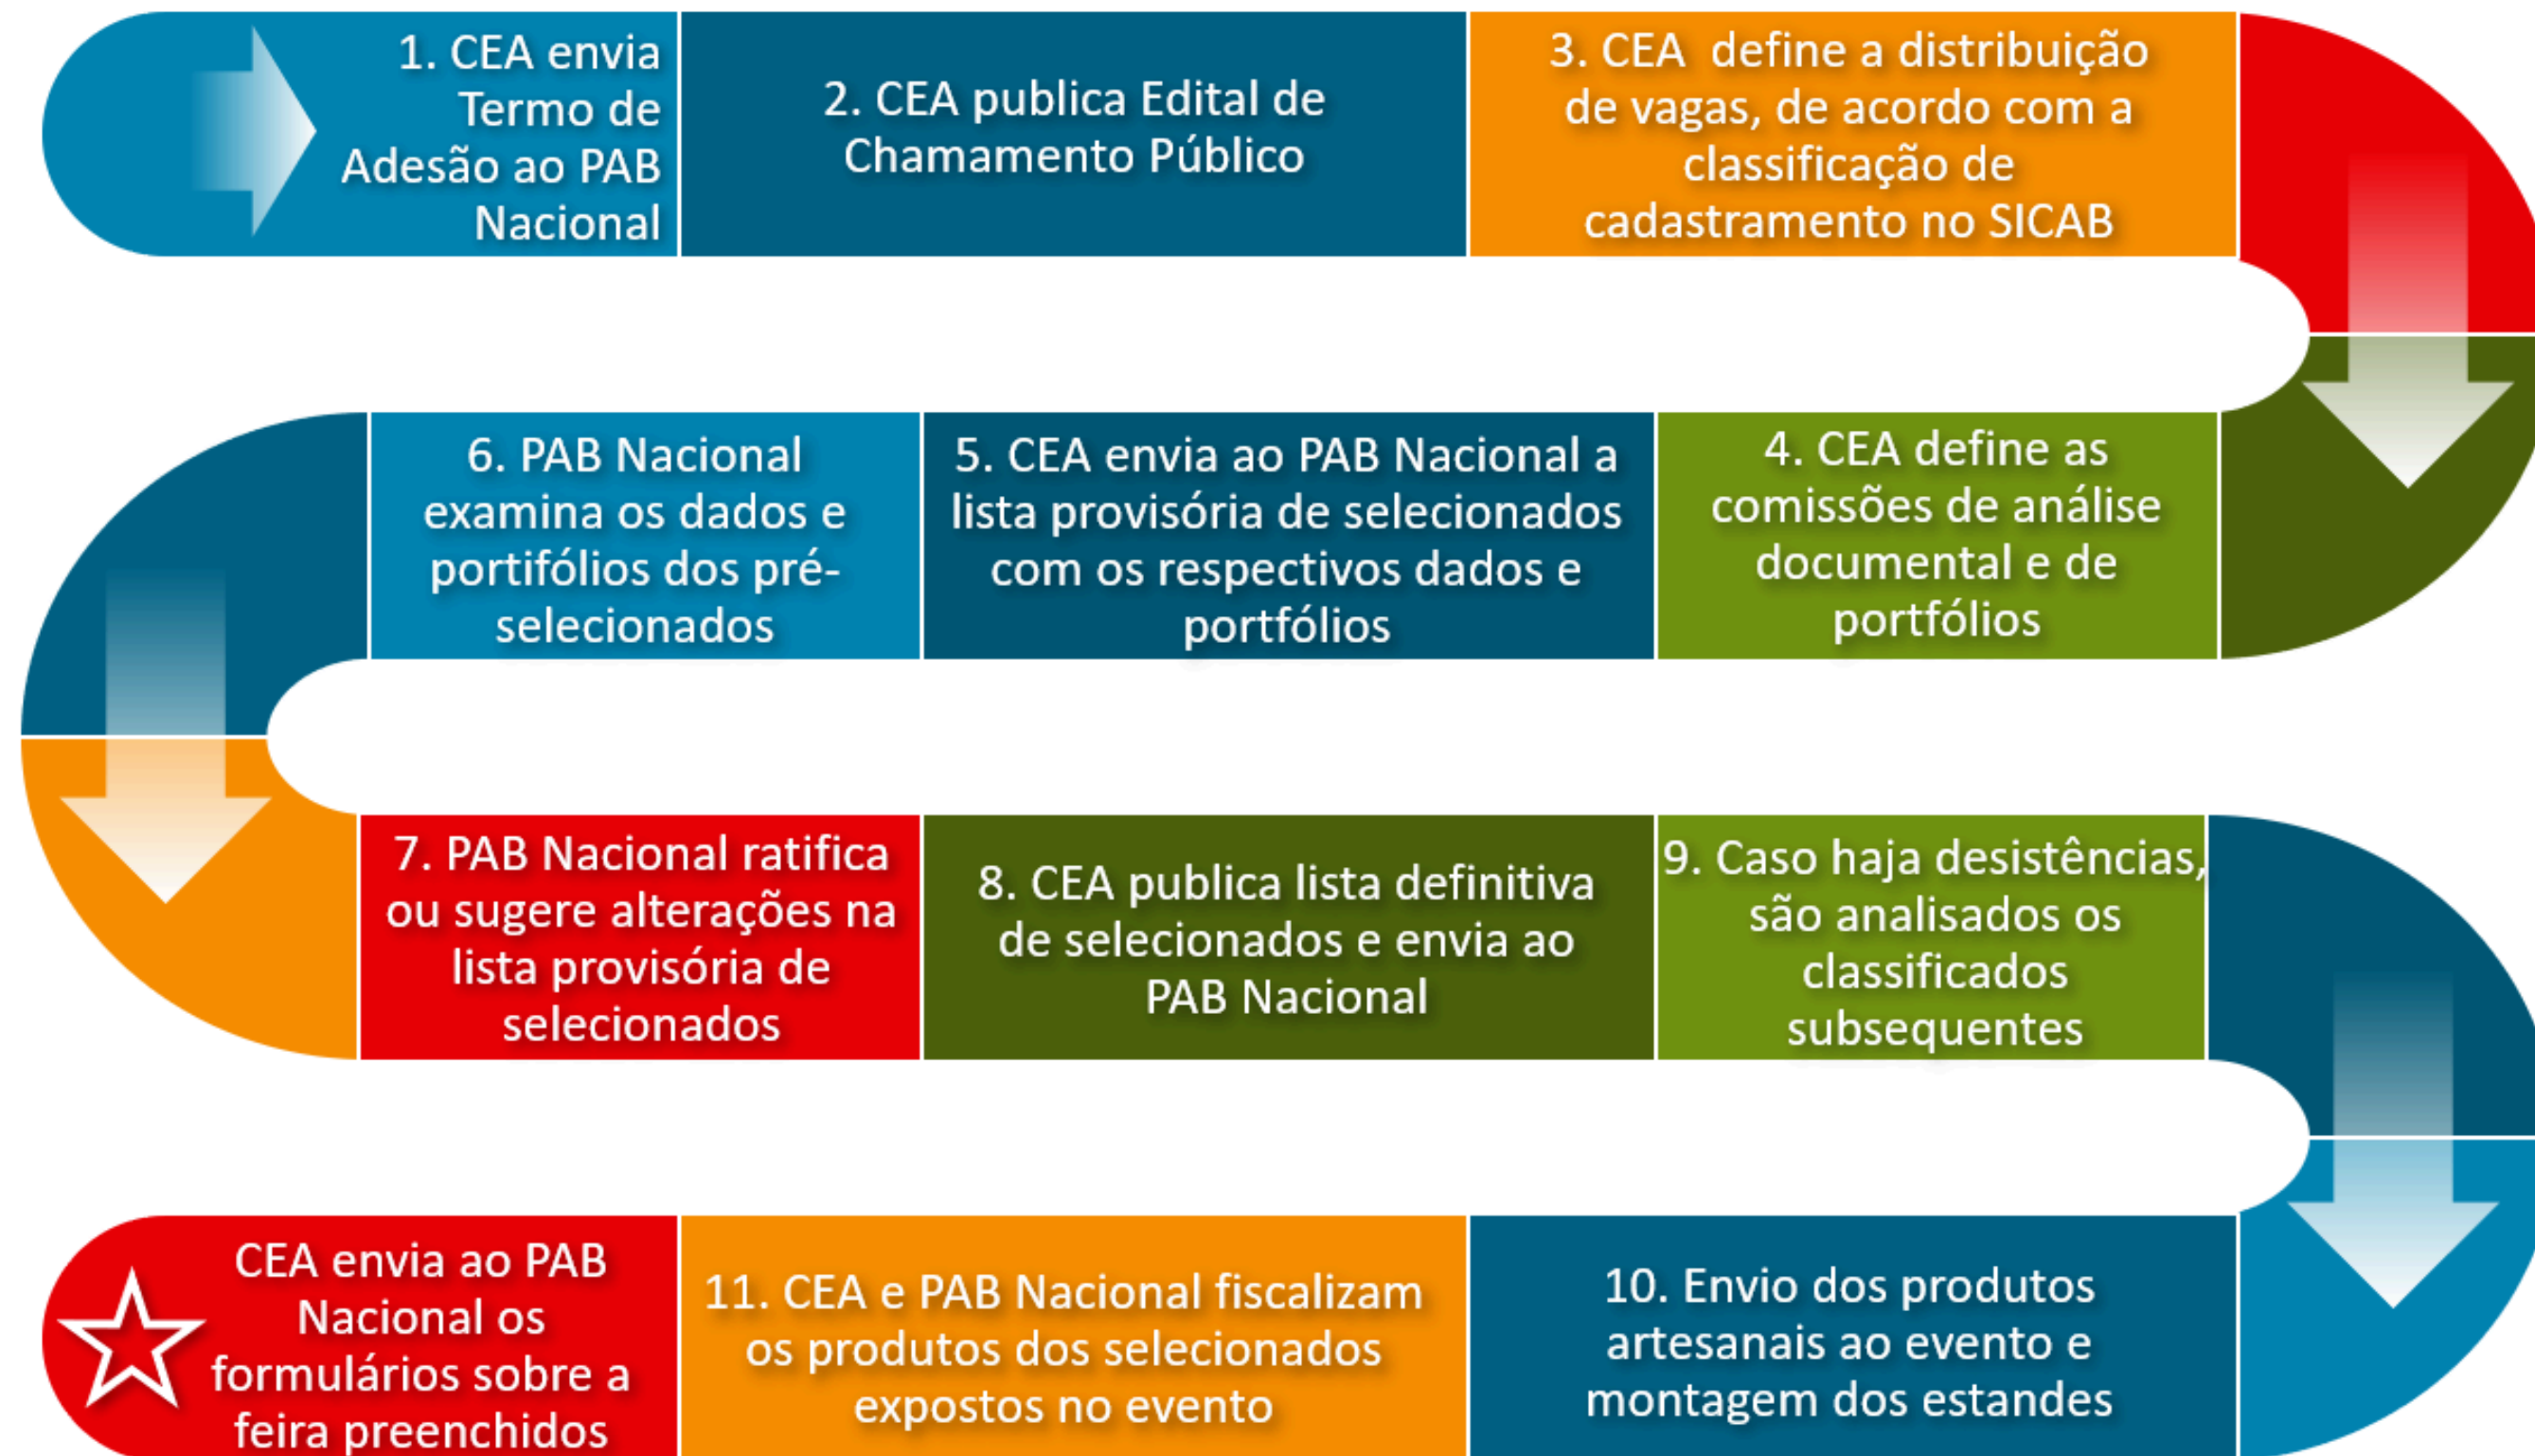 1. CEA envia
Termo de
Adesão ao PAB
Nacional
2. CEA publica Edital de
Chamamento Público
3. CEA define a distribuição
de vagas, de acordo com a
classificação de
cadastramento no SICAB
4. CEA define as
comissões de análise
documental e de
portfólios
5. CEA envia ao PAB Nacional a
lista provisória de selecionados
com os respectivos dados e
portfólios
6. PAB Nacional
examina os dados e
portifólios dos pré-
selecionados
7. PAB Nacional ratifica
ou sugere alterações na
lista provisória de
selecionados
8. CEA publica lista definitiva
de selecionados e envia ao
PAB Nacional
9. Caso haja desistências,
são analisados os
classificados
subsequentes
10. Envio dos produtos
artesanais ao evento e
montagem dos estandes
11. CEA e PAB Nacional fiscalizam
os produtos dos selecionados
expostos no evento
CEA envia ao PAB
Nacional os
formulários sobre a
feira preenchidos